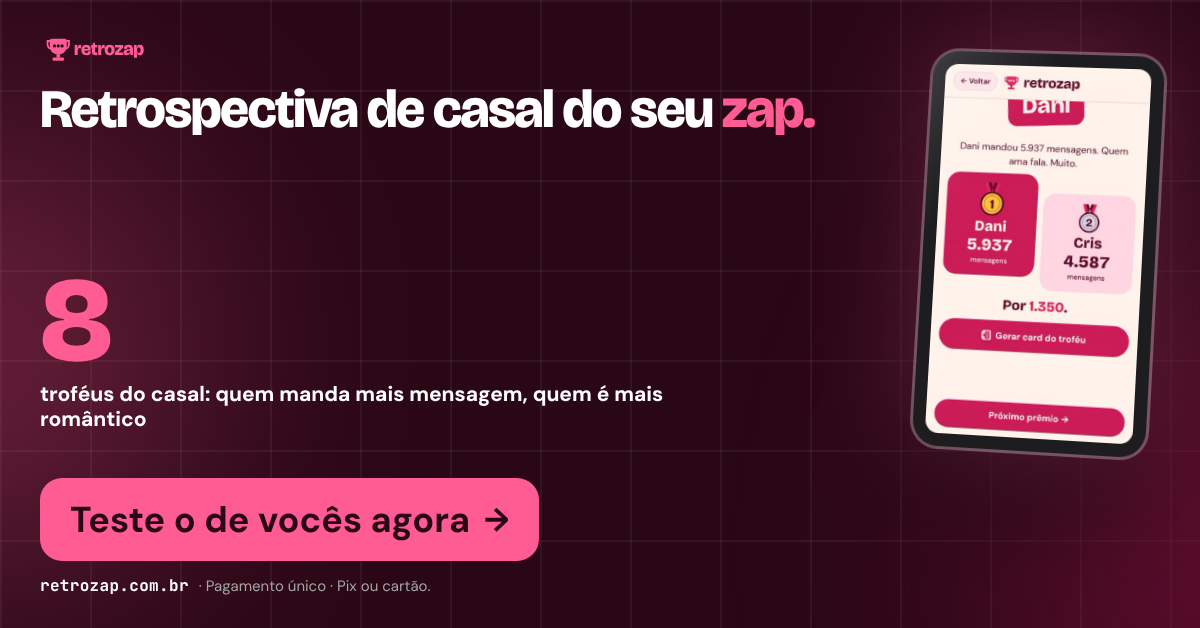 retrozap
Retrospectiva de casal do seu zap.
8
troféus do casal: quem manda mais mensagem, quem é mais
romântico
Teste o de vocês agora →
retrozap.com.br · Pagamento único · Pix ou cartão.
← Voltar
retrozap
Dani
Dani mandou 5.937 mensagens. Quem
ama fala. Muito.
1
Dani
5.937
mensagens
2
Cris
4.587
mensagens
Por 1.350.
Gerar card do troféu
Próximo prêmio →